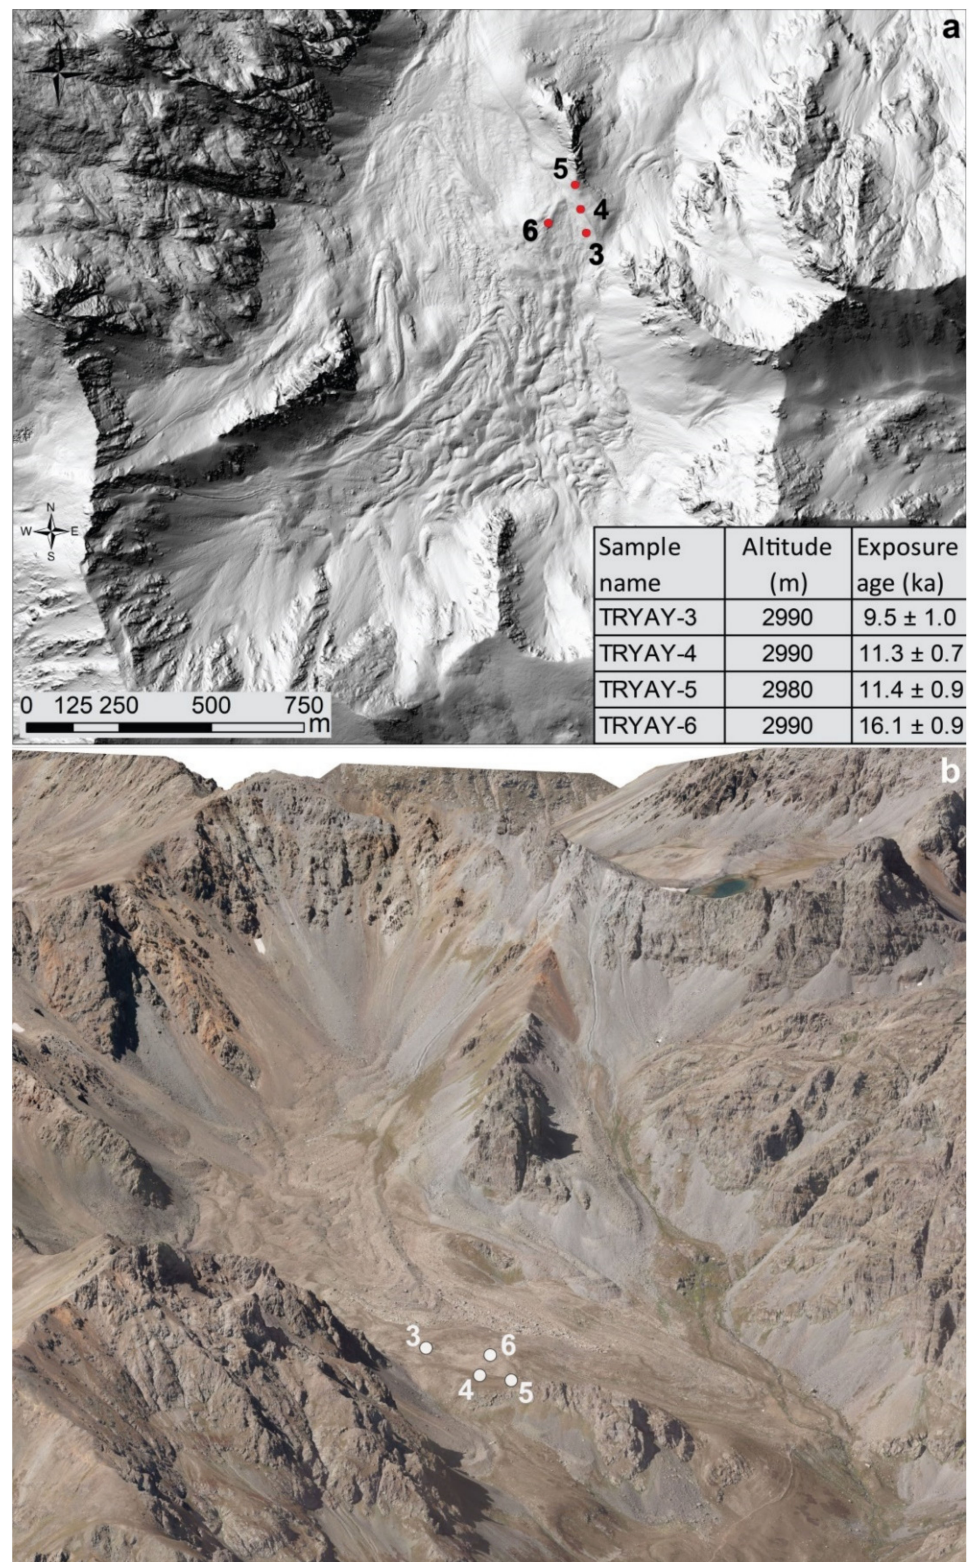 a
5
4
6
3
N
W E
S
Sample name Altitude (m) Exposure age (ka)
TRYAY-3 2990 9.5 ± 1.0
TRYAY-4 2990 11.3 ± 0.7
TRYAY-5 2980 11.4 ± 0.9
TRYAY-6 2990 16.1 ± 0.9
0 125 250 500 750
m
b
3
6
4
5